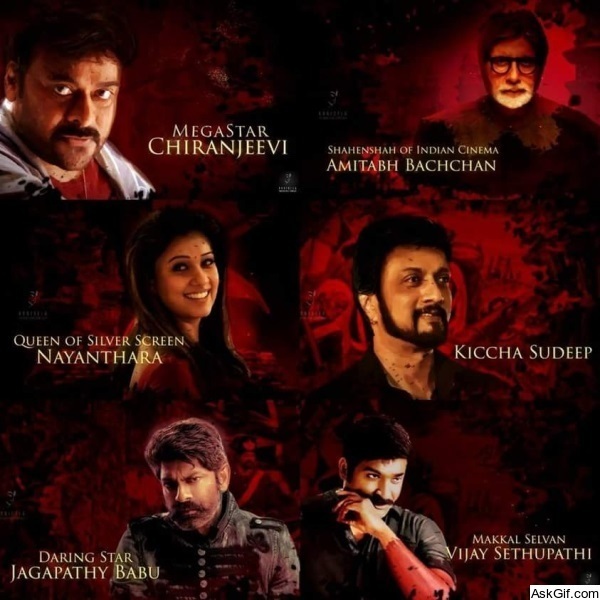 MEGASTAR
CHIRANJEEVI
SHAHENSHAH OF INDIAN CINEMA
AMITABH BACHCHAN
QUEEN OF SILVER SCREEN
NAYANTHARA
KICCHA SUDEEP
DARING STAR
JAGAPATHY BABU
MAKKAL SELVAN
VIJAY SETHUPATHI
AskGif.com